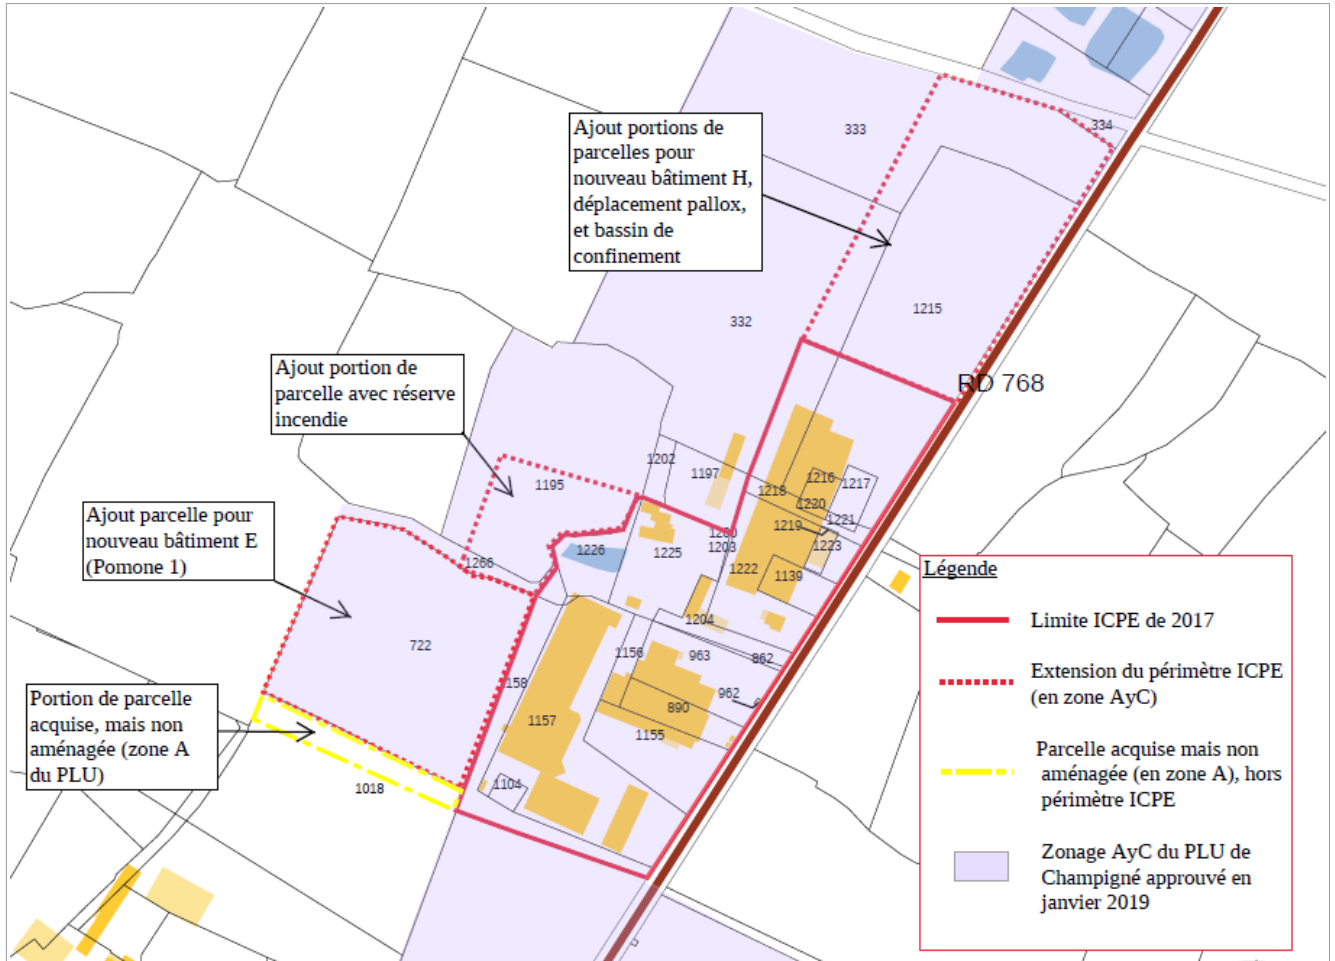 Ajout portions de
parcelles pour
nouveau bâtiment H,
déplacement pallox,
et bassin de
confinement
333
334
332
1215
RD 768
Ajout portion de
parcelle avec réserve
incendie
1202
1197
1195
1216
1217
1218
1220
1221
1219
1200
1203
1223
1225
1226
1222
1139
1266
Ajout parcelle pour
nouveau bâtiment E
(Pomone 1)
722
1204
1156
963
862
158
962
890
1157
1155
1104
Portion de parcelle
acquise, mais non
aménagée (zone A
du PLU)
1018
Légende
Limite ICPE de 2017
Extension du périmètre ICPE
(en zone AyC)
Parcelle acquise mais non
aménagée (en zone A), hors
périmètre ICPE
Zonage AyC du PLU de
Champigné approuvé en
janvier 2019